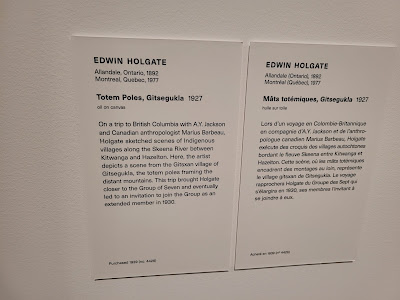 EDWIN HOLGATE
Allandale, Ontario, 1892
Montreal, Quebec, 1977
Totem Poles, Gitsegukla 1927
oil on canvas
On a trip to British Columbia with A.Y. Jackson
and Canadian anthropologist Marius Barbeau,
Holgate sketched scenes of Indigenous
villages along the Skeena River between
Kitwanga and Hazelton. Here, the artist
depicts a scene from the Gitxsan village of
Gitsegukla, the totem poles framing the
distant mountains. This trip brought Holgate
closer to the Group of Seven and eventually
led to an invitation to join the Group as an
extended member in 1930.
Purchased
EDWIN HOLGATE
Allandale (Ontario), 1892
Montréal (Québec), 1977
Mâts totémiques, Gitsegukla 1927
huile sur toile
Lors d'un voyage en Colombie-Britannique
en compagnie d'A.Y. Jackson et de l'anthro-
pologue canadien Marius Barbeau, Holgate
exécute des croquis des villages autochtones
bordant le fleuve Skeena entre Kitwanga et
Hazelton. Cette scène, où les mâts totémiques
encadrent des montagnes au loin, représente
le village gitxsan de Gitsegukla. Le voyage
rapprochera Holgate du Groupe des Sept qui
s'élargira en 1930, ses membres l'invitant à
se joindre à eux.